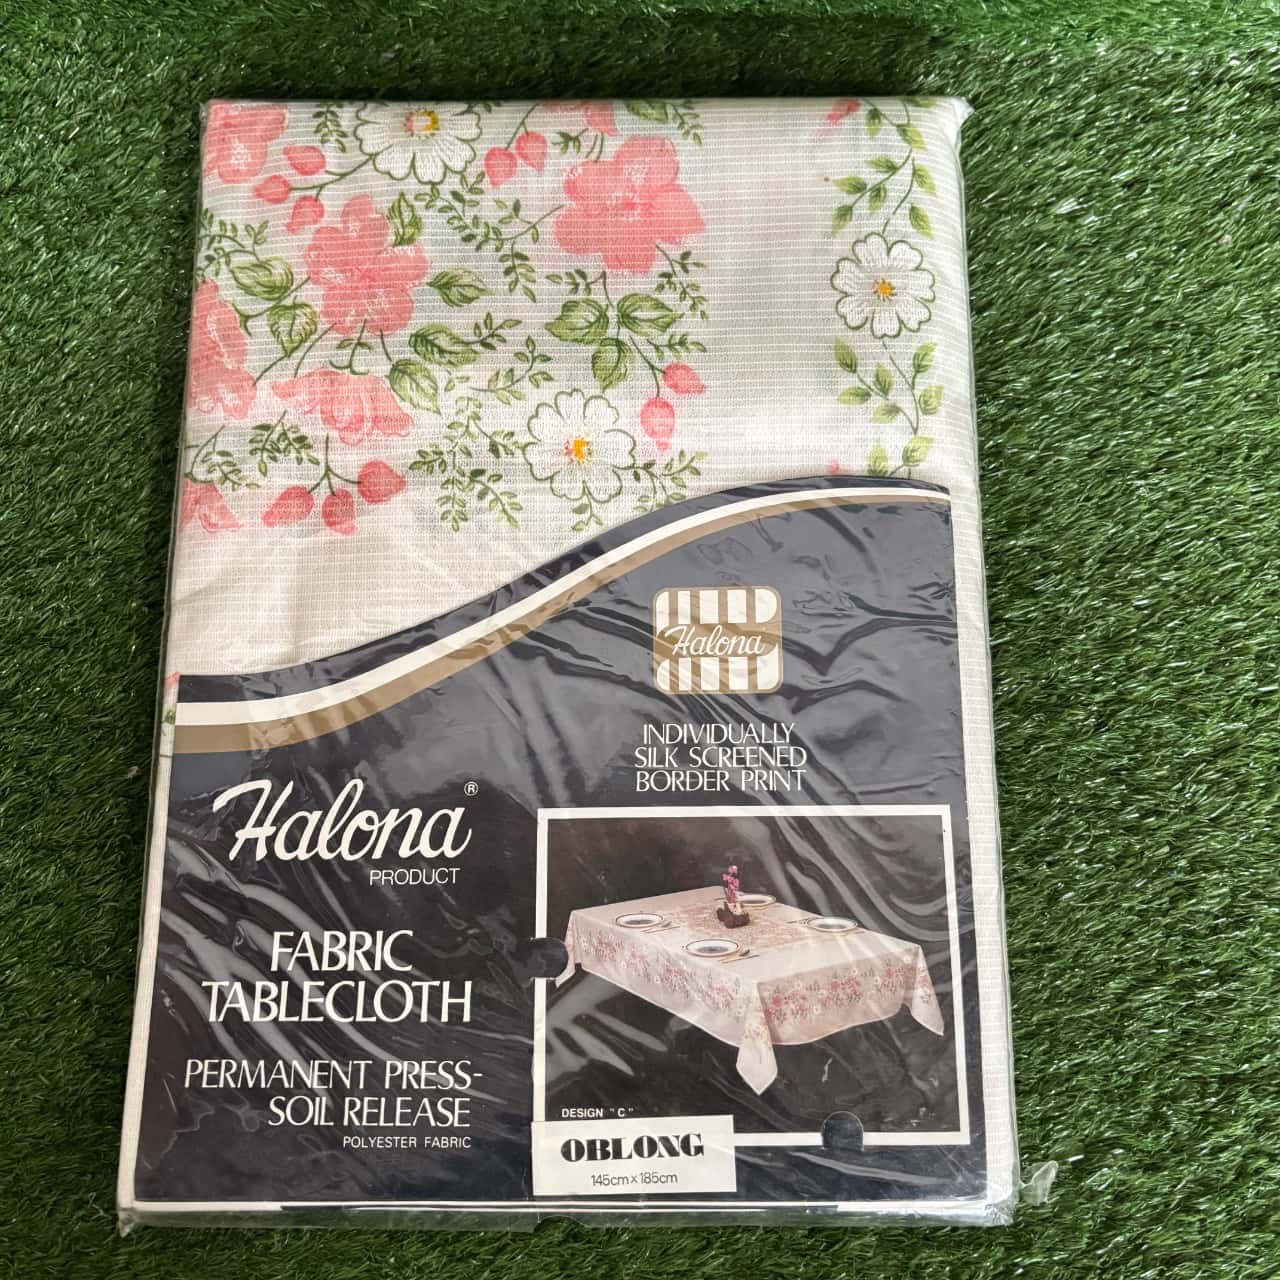 Halona
INDIVIDUALLY
SILK SCREENED
BORDER PRINT
Halona®
PRODUCT
FABRIC
TABLECLOTH
PERMANENT PRESS-
SOIL RELEASE
POLYESTER FABRIC
DESIGN "C"
OBLONG
145cm x 185cm